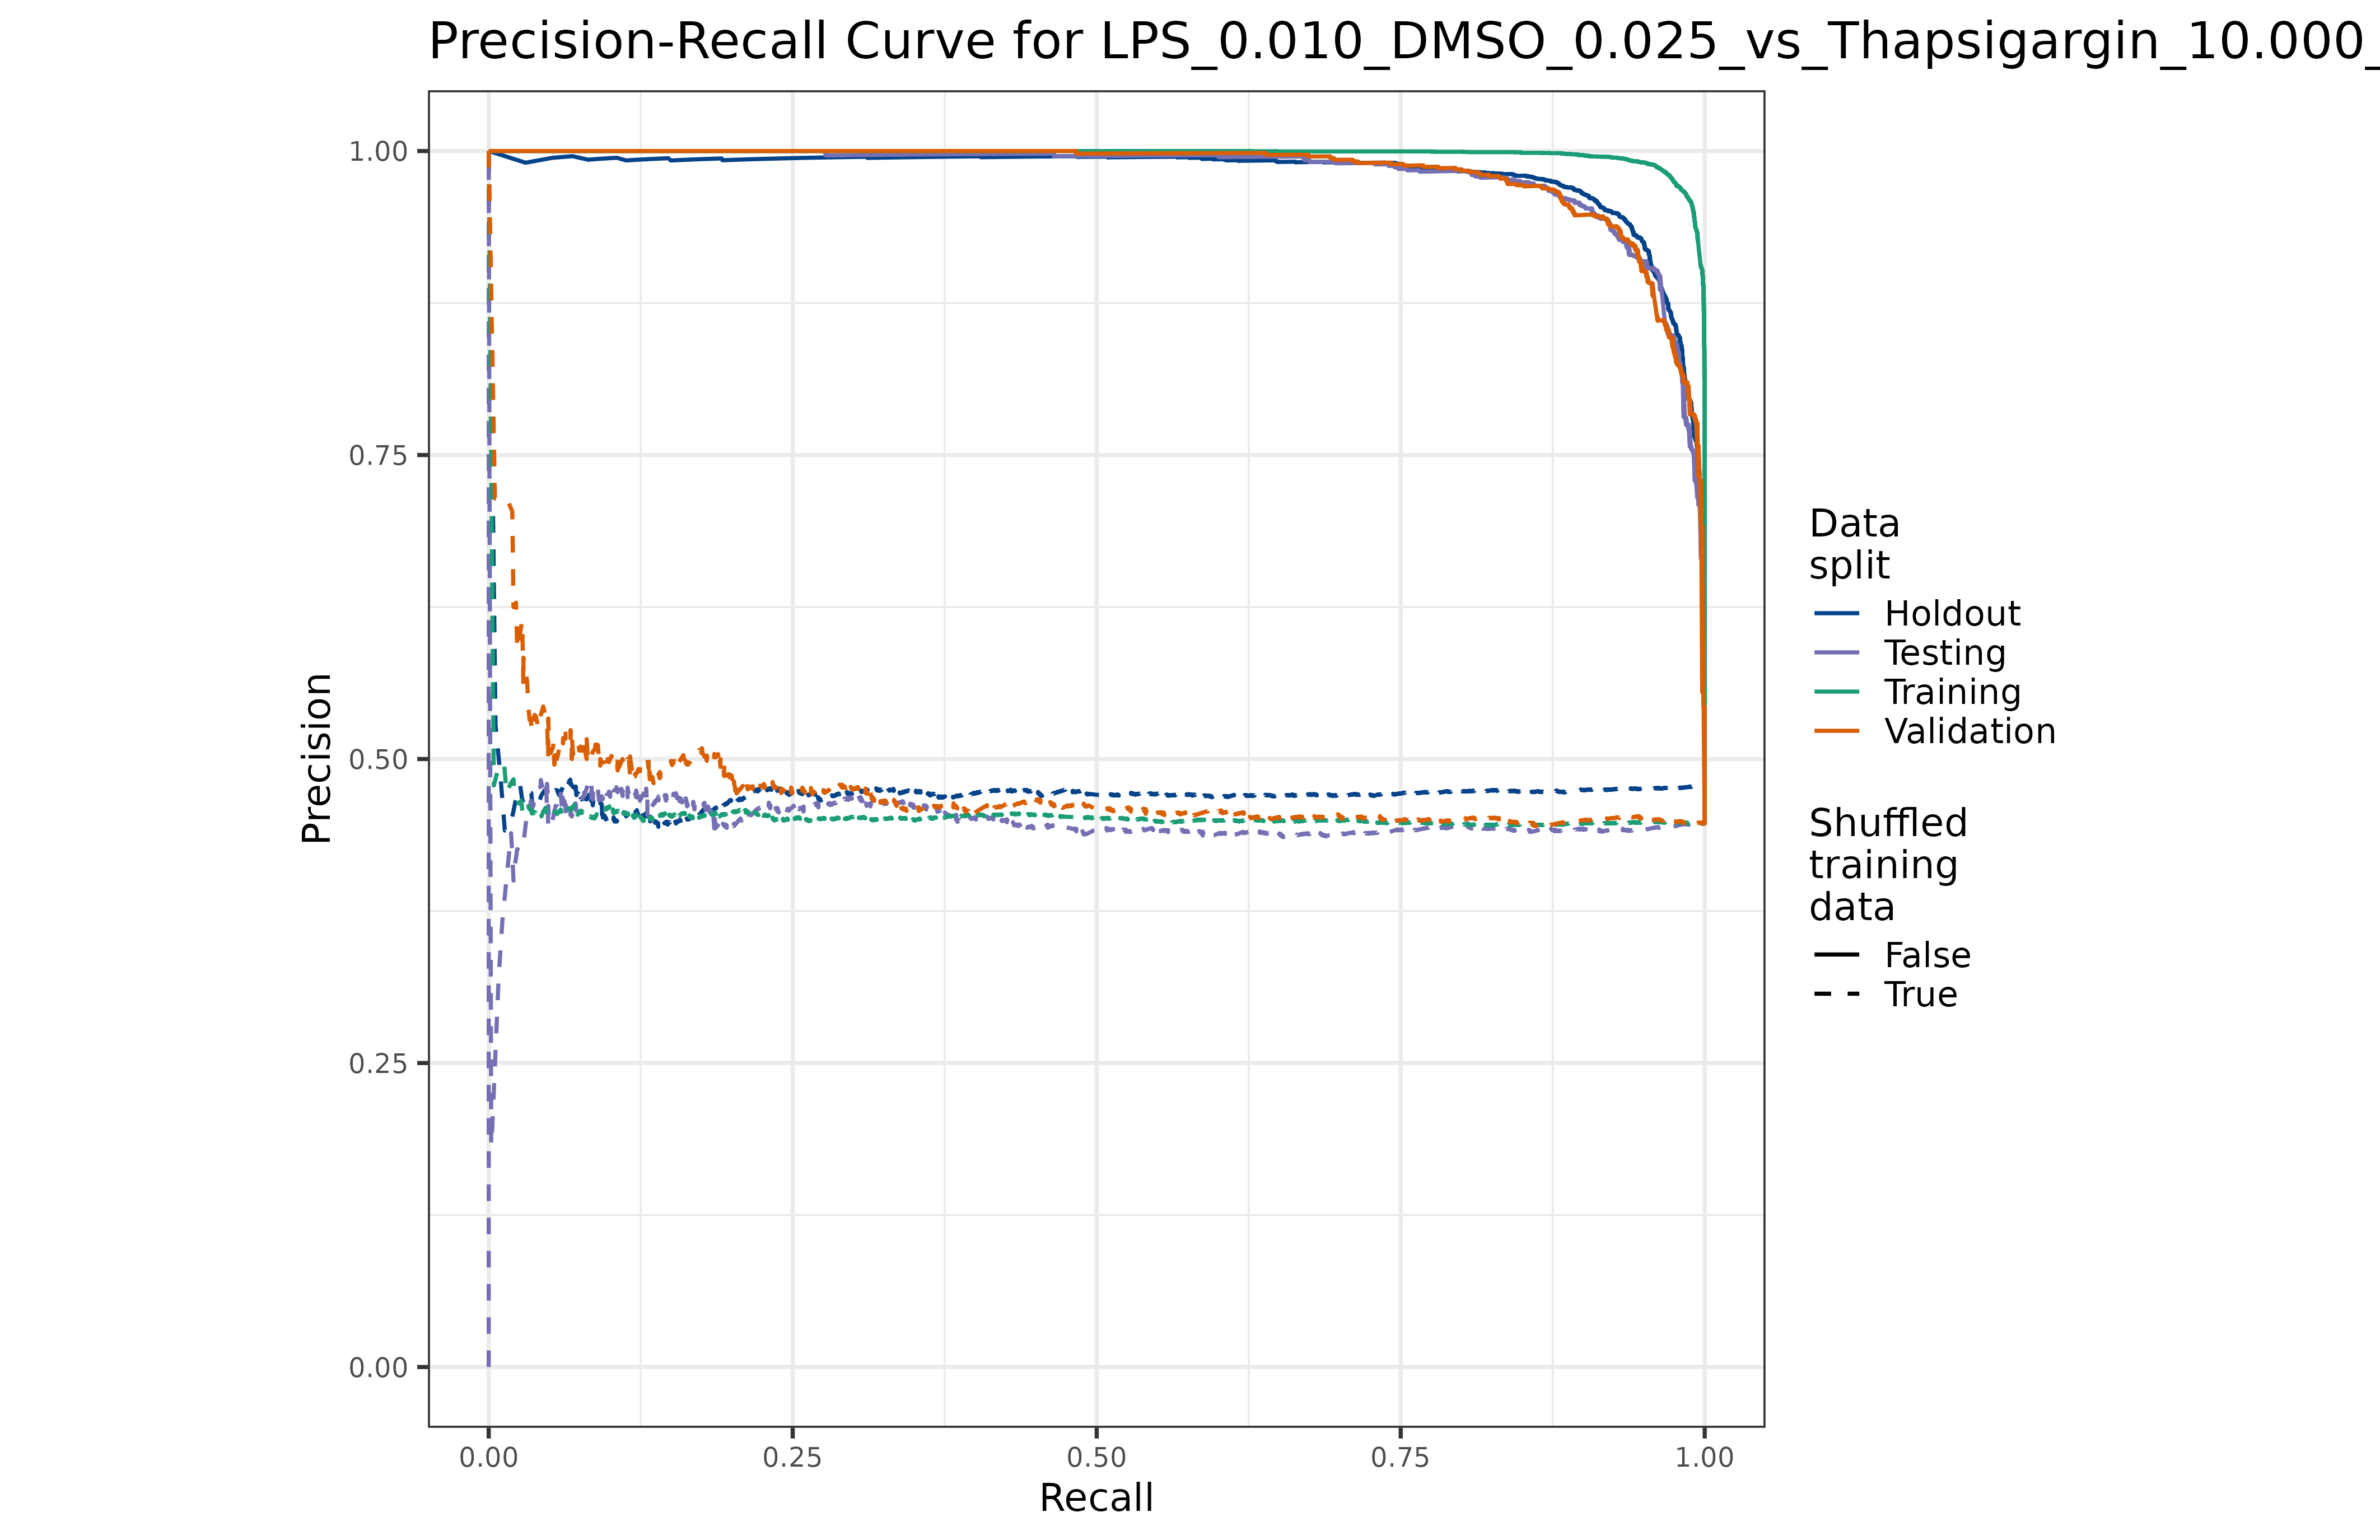 Precision-Recall Curve for LPS_0.010_DMSO_0.025_vs_Thapsigargin_10.000_
1.00
0.75
0.50
0.25
0.00
Precision
0.00 0.25 0.50 0.75 1.00
Recall
Data
split
Holdout
Testing
Training
Validation
Shuffled
training
data
False
True